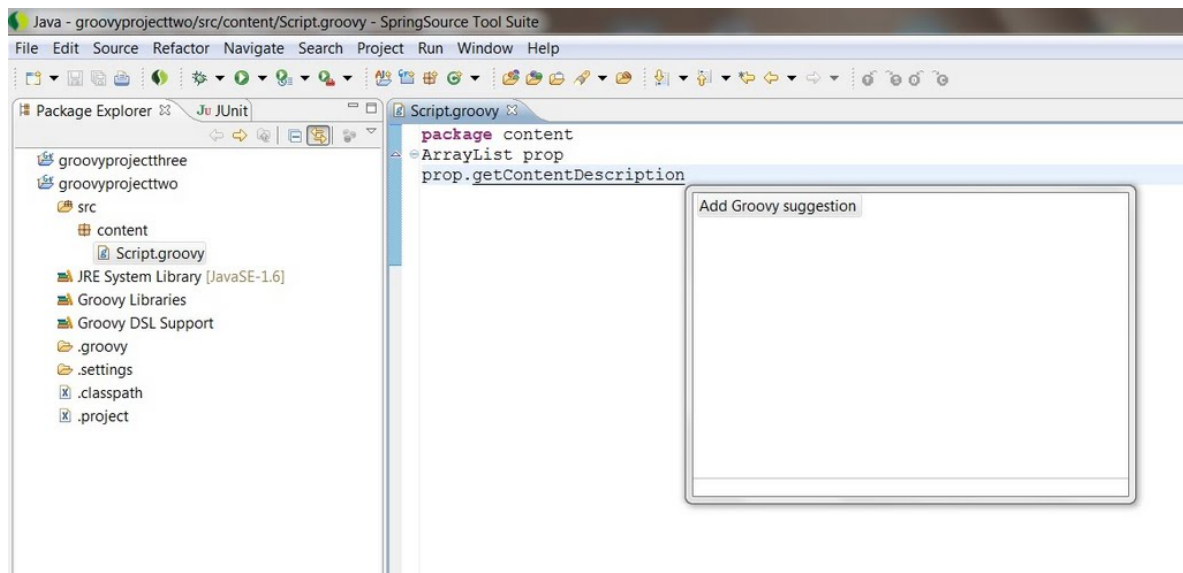 Java - groovyprojecttwo/src/content/Script.groovy - SpringSource Tool Suite
File Edit Source Refactor Navigate Search Project Run Window Help
Package Explorer
Ju JUnit
groovyprojectthree
groovyprojecttwo
src
content
Script.groovy
JRE System Library [JavaSE-1.6]
Groovy Libraries
Groovy DSL Support
.groovy
.settings
.classpath
.project
Script.groovy
package content
ArrayList prop
prop.getContentDescription
Add Groovy suggestion